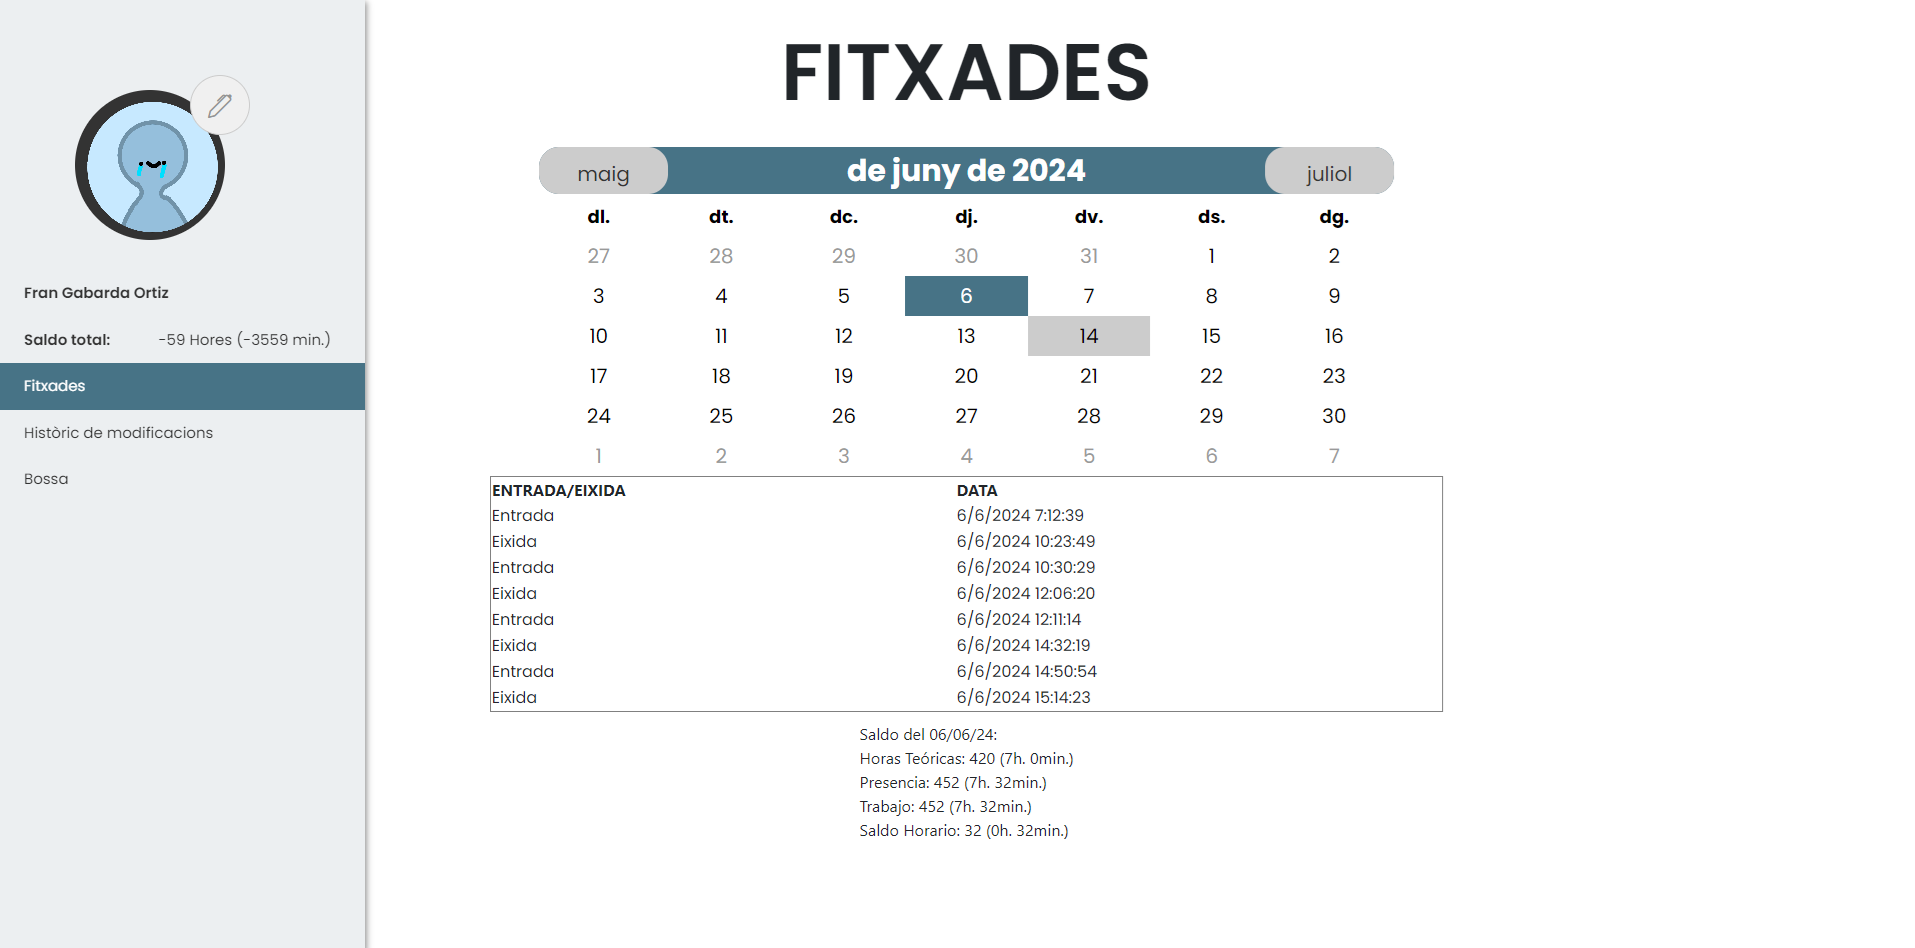 FITXADES
maig de juny de 2024 juliol
dl. dt. dc. dj. dv. ds. dg.
27 28 29 30 31 1 2
3 4 5 6 7 8 9
10 11 12 13 14 15 16
17 18 19 20 21 22 23
24 25 26 27 28 29 30
1 2 3 4 5 6 7
Fran Gabarda Ortiz
Saldo total: -59 Hores (-3559 min.)
Fitxades
Històric de modificacions
Bossa
ENTRADA/EIXIDA DATA
Entrada 6/6/2024 7:12:39
Eixida 6/6/2024 10:23:49
Entrada 6/6/2024 10:30:29
Eixida 6/6/2024 12:06:20
Entrada 6/6/2024 12:11:14
Eixida 6/6/2024 14:32:19
Entrada 6/6/2024 14:50:54
Eixida 6/6/2024 15:14:23
Saldo del 06/06/24:
Horas Teóricas: 420 (7h. 0min.)
Presencia: 452 (7h. 32min.)
Trabajo: 452 (7h. 32min.)
Saldo Horario: 32 (0h. 32min.)